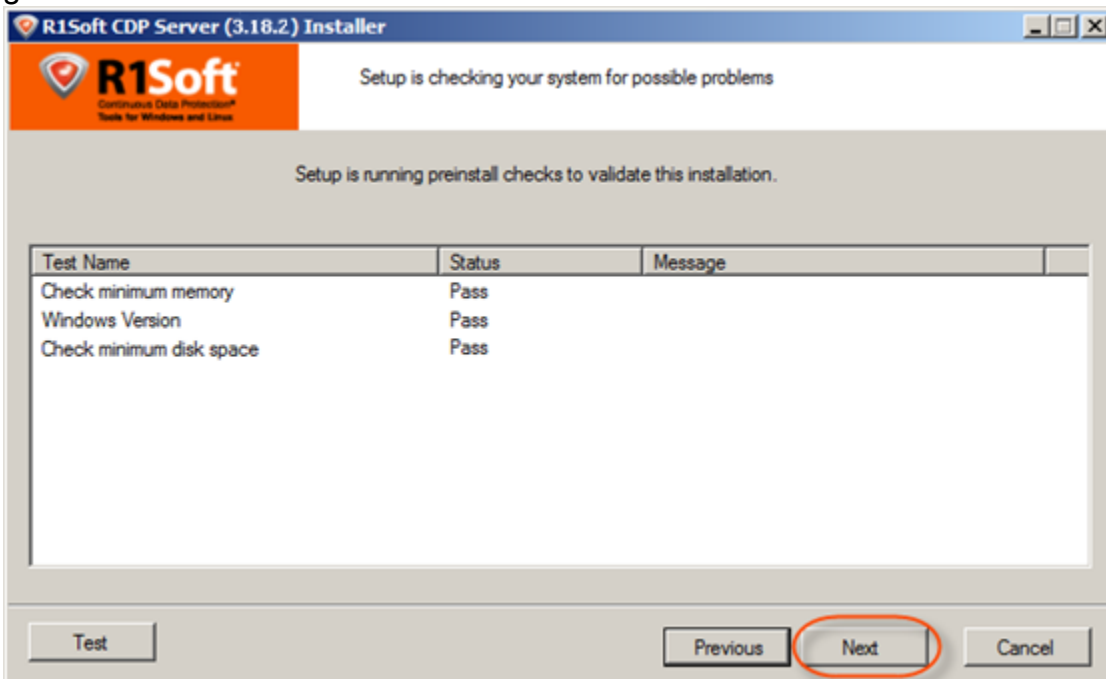 R1Soft CDP Server (3.18.2) Installer
R1Soft
Continuous Data Protection®
Tools for Windows and Linux
Setup is checking your system for possible problems
Setup is running preinstall checks to validate this installation.
Test Name Status Message
Check minimum memory Pass
Windows Version Pass
Check minimum disk space Pass
Test Previous Next Cancel